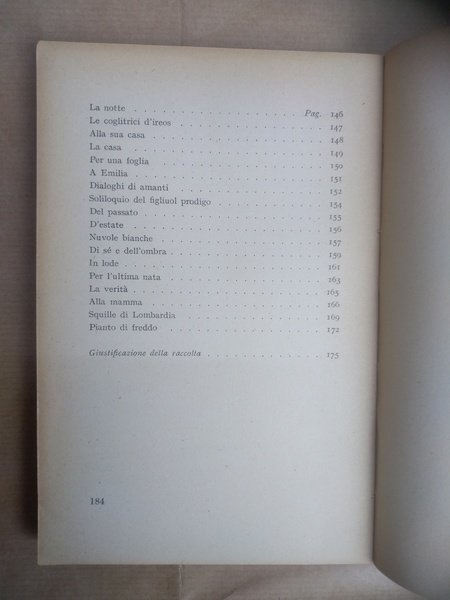 La notte . . . . . . . . . . . . Pag. 146
Le coglitrici d'ireos . . . . . . . . . . . . 147
Alla sua casa . . . . . . . . . . . . 148
La casa . . . . . . . . . . . . 149
Per una foglia . . . . . . . . . . . . 150
A Emilia . . . . . . . . . . . . 151
Dialoghi di amanti . . . . . . . . . . . . 152
Soliloquio del figliuol prodigo . . . . . . . . . . 154
Del passato . . . . . . . . . . . . 155
D'estate . . . . . . . . . . . . 156
Nuvole bianche . . . . . . . . . . . . 157
Di sé e dell'ombra . . . . . . . . . . . . 159
In lode . . . . . . . . . . . . 161
Per l'ultima nata . . . . . . . . . . . . 163
La verità . . . . . . . . . . . . 165
Alla mamma . . . . . . . . . . . . 166
Squille di Lombardia . . . . . . . . . . . . 169
Pianto di freddo . . . . . . . . . . . . 172
Giustificazione della raccolta . . . . . . . . . . 175
184